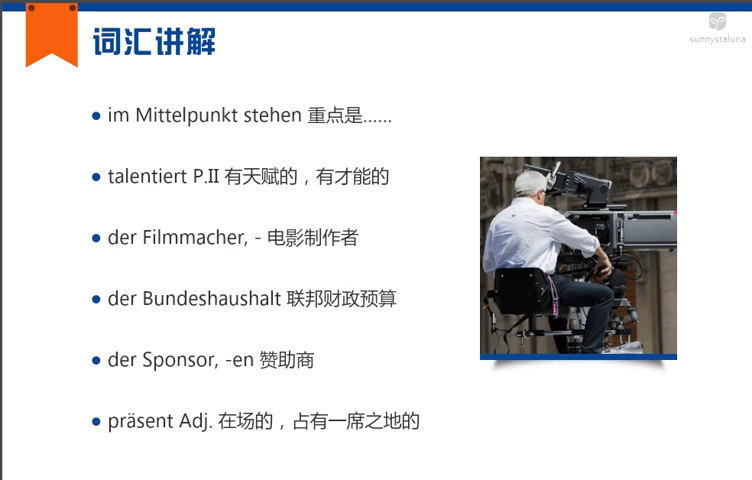 词汇讲解
sunnystaluna
im Mittelpunkt stehen 重点是......
talentiert P.II 有天赋的，有才能的
der Filmmacher, - 电影制作者
der Bundeshaushalt 联邦财政预算
der Sponsor, -en 赞助商
präsent Adj. 在场的，占有一席之地的